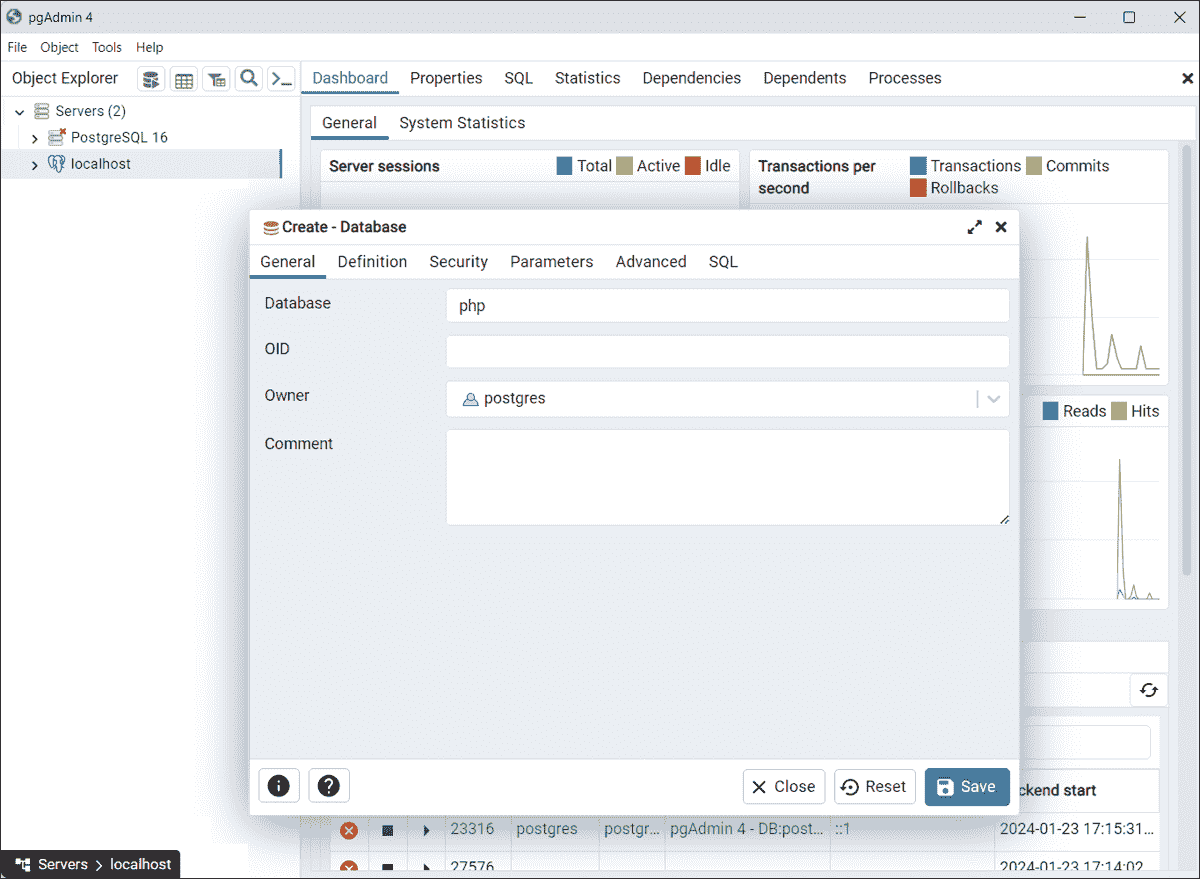 pgAdmin 4
File Object Tools Help
Object Explorer
Dashboard Properties SQL Statistics Dependencies Dependents Processes
Servers (2)
PostgreSQL 16
localhost
General System Statistics
Server sessions Total Active Idle
Transactions per second Transactions Commits Rollbacks
Create - Database
General Definition Security Parameters Advanced SQL
Database php
OID
Owner postgres
Comment
Reads Hits
Close Reset Save
ckend start
23316 postgres postgr... pgAdmin 4 - DB:post... ::1 2024-01-23 17:15:31...
27576 2024-01-23 17:14:02
Servers > localhost